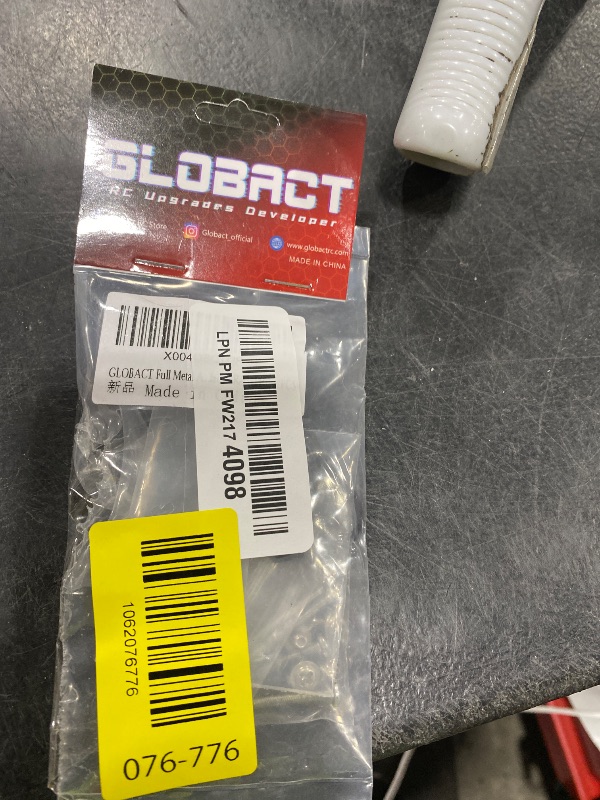 GLOBACT
RC Upgrades Developer
Store
Globact_official
www.globactrc.com
MADE IN CHINA
X004
GLOBACT Full Meta
新品 Made
LPN PM FW217 4098
1062076776
076-776